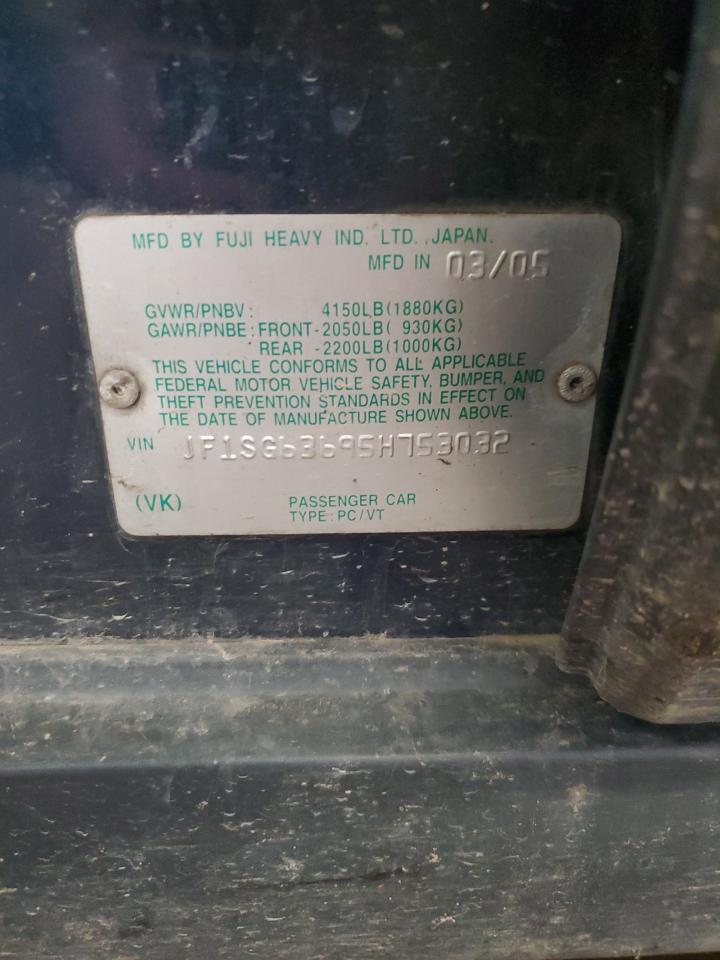 MFD BY FUJI HEAVY IND. LTD. ,JAPAN.
MFD IN 03/05
GVWR/PNBV: 4150LB(1880KG)
GAWR/PNBE: FRONT-2050LB( 930KG)
REAR -2200LB(1000KG)
THIS VEHICLE CONFORMS TO ALL APPLICABLE
FEDERAL MOTOR VEHICLE SAFETY, BUMPER, AND
THEFT PREVENTION STANDARDS IN EFFECT ON
THE DATE OF MANUFACTURE SHOWN ABOVE.
VIN JF1SG63695H753032
(VK) PASSENGER CAR
TYPE:PC/VT